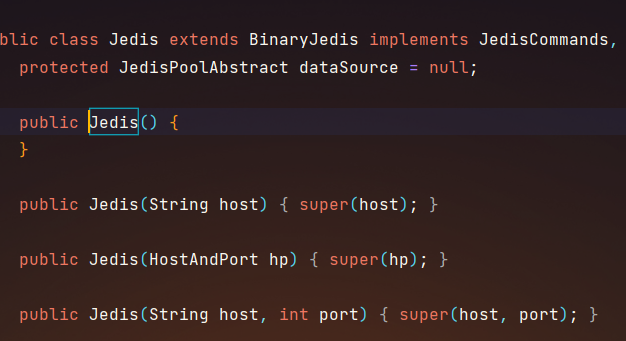 blic class Jedis extends BinaryJedis implements JedisCommands,
protected JedisPoolAbstract dataSource = null;
public Jedis() {
}
public Jedis(String host) { super(host); }
public Jedis(HostAndPort hp) { super(hp); }
public Jedis(String host, int port) { super(host, port); }